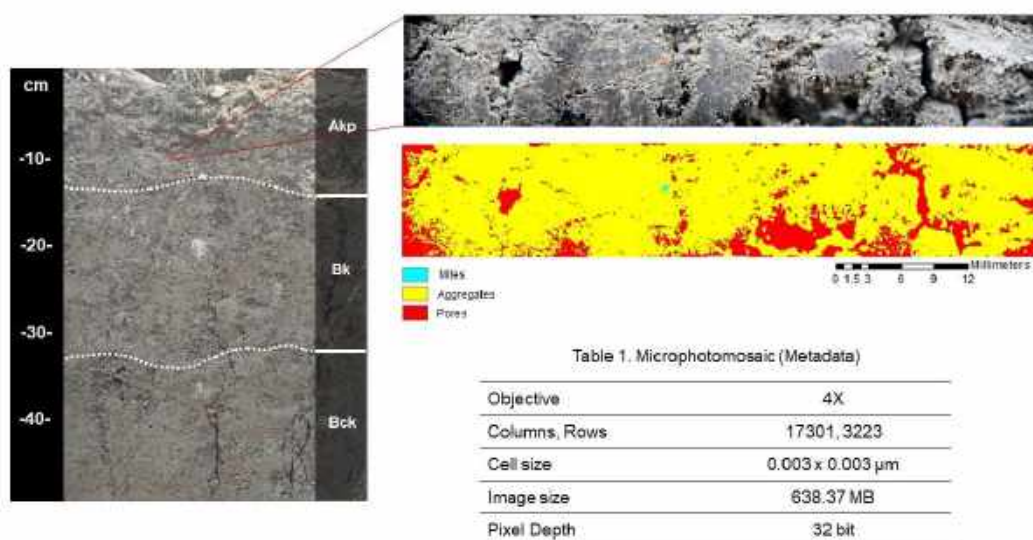 cm
-10-
-20-
-30-
-40-
Akp
Bk
Bck
Mites
Aggregates
Pores
Millimeters
0 1.5 3 6 9 12
Table 1. Microphotomosaic (Metadata)
Objective 4X
Columns, Rows 17301, 3223
Cell size 0.003 x 0.003 µm
Image size 638.37 MB
Pixel Depth 32 bit